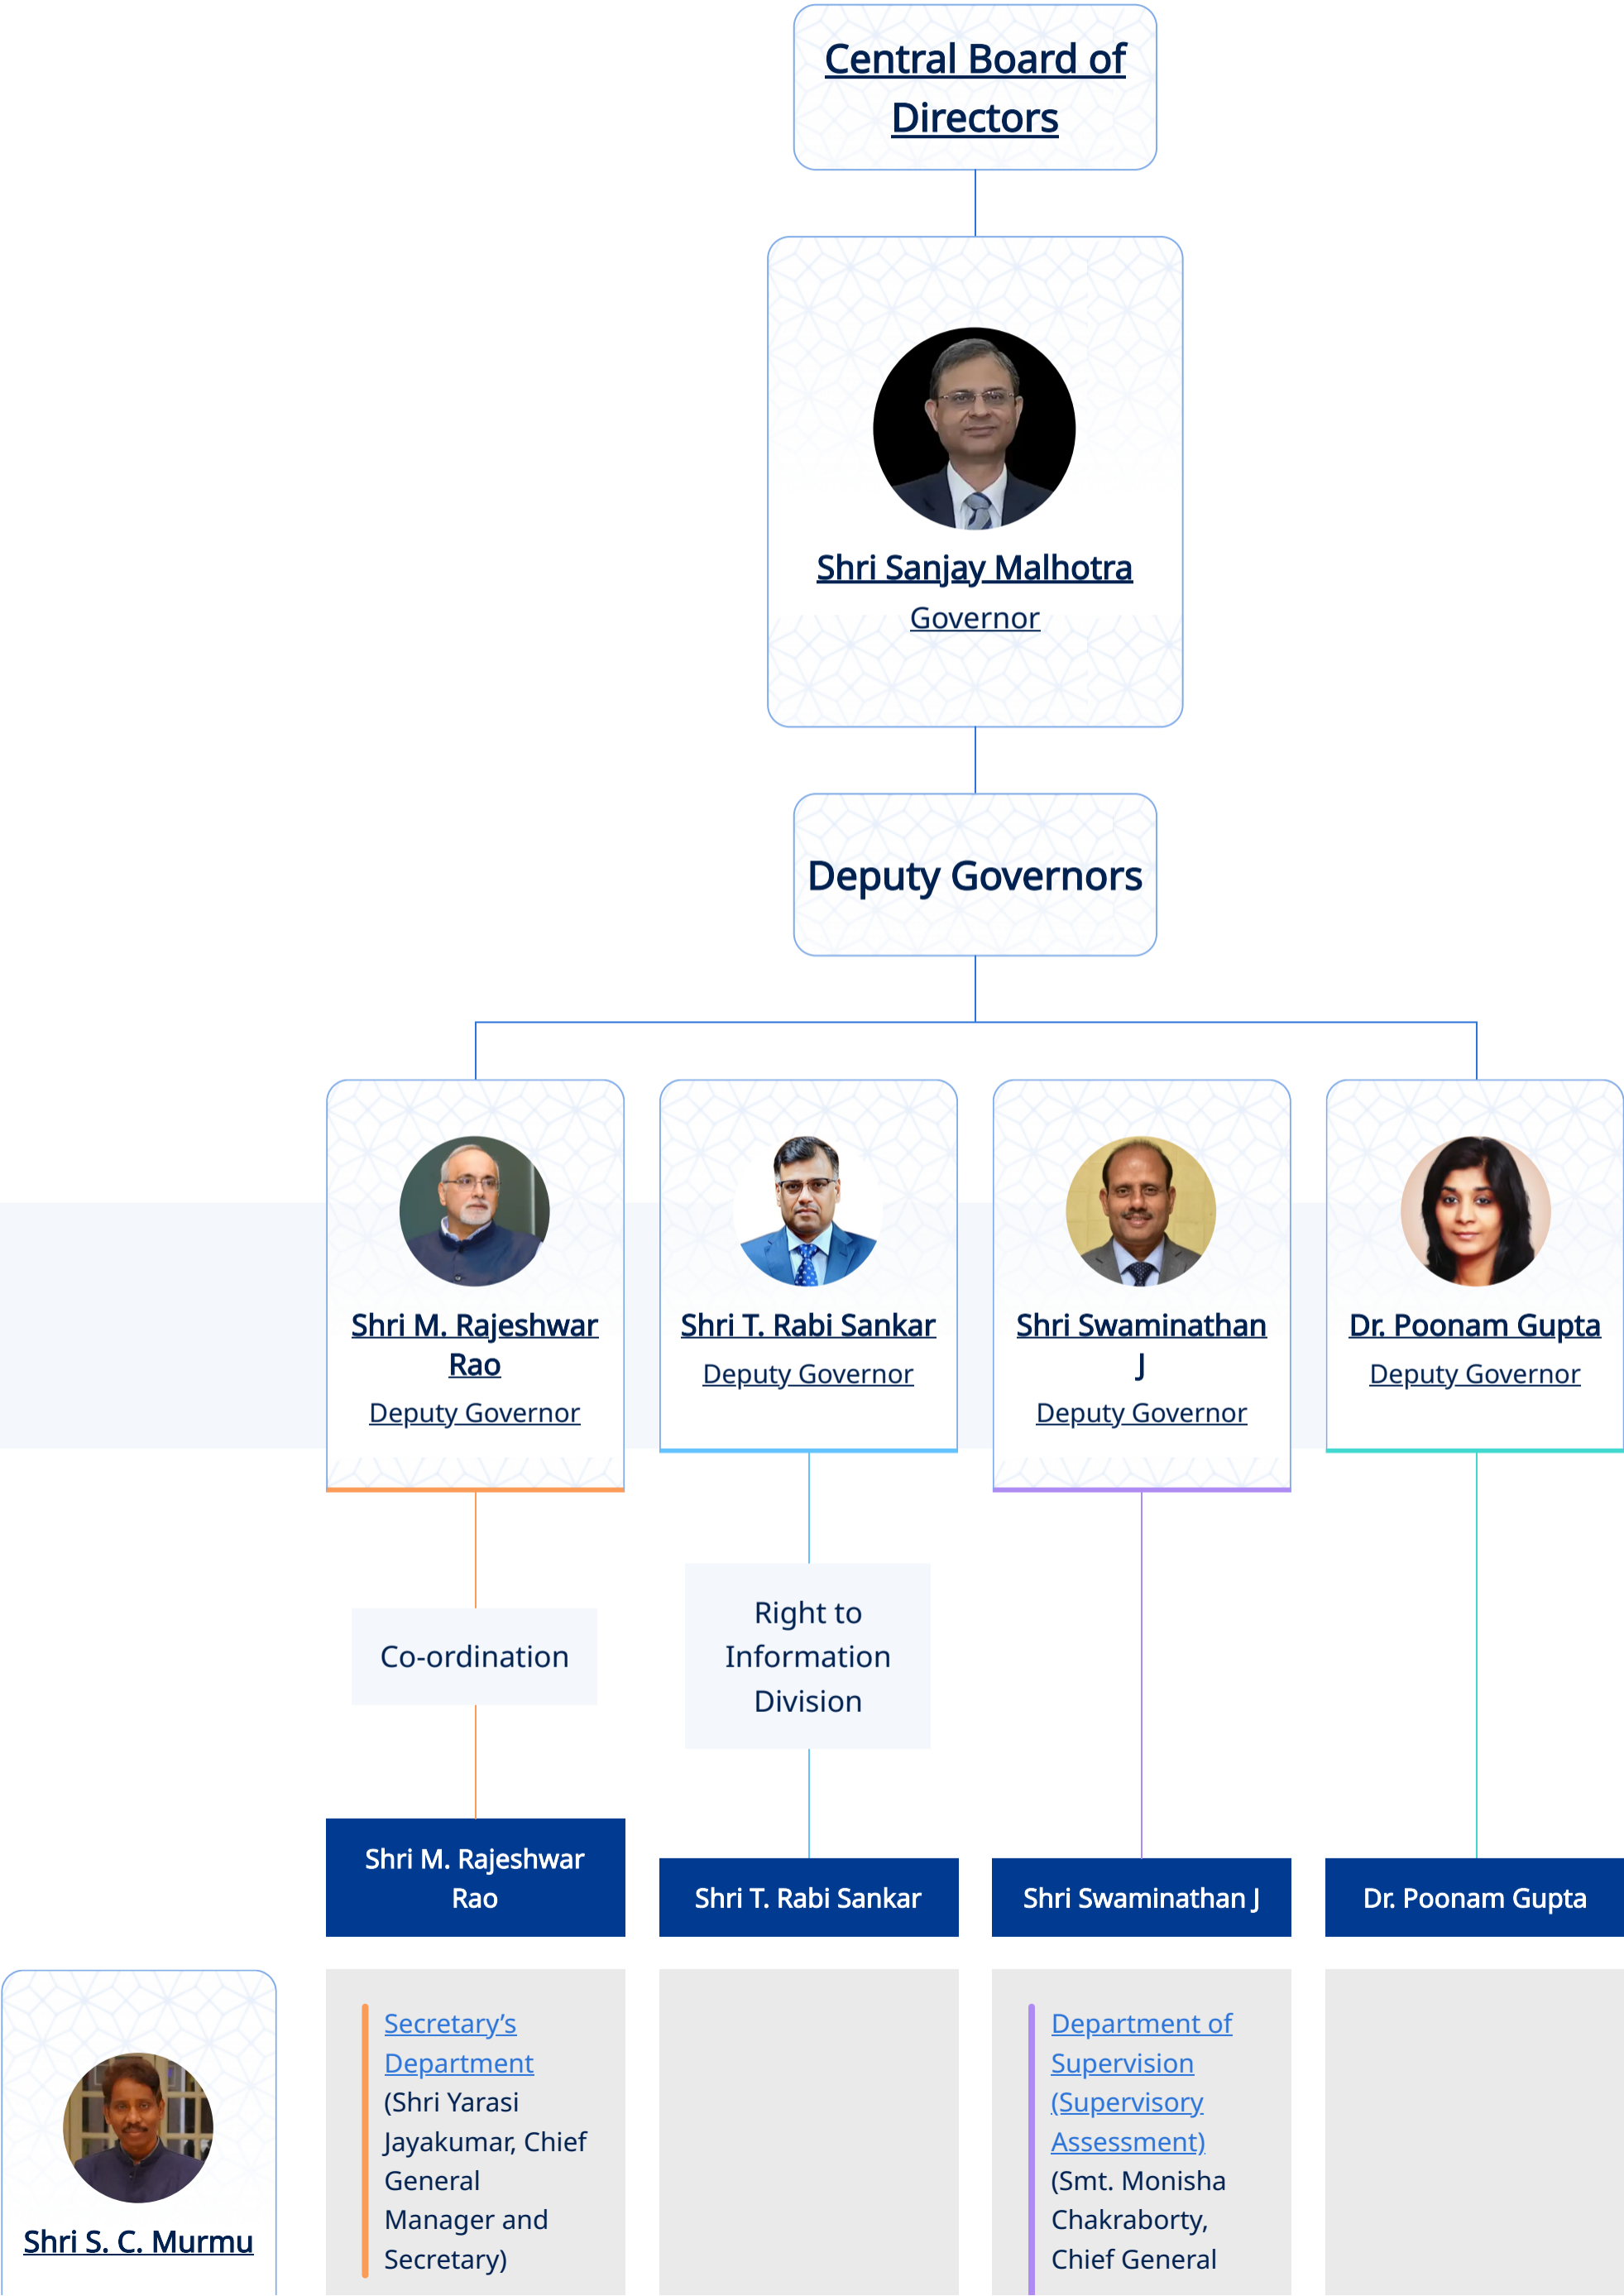 Central Board of
Directors
Shri Sanjay Malhotra
Governor
Deputy Governors
Shri M. Rajeshwar
Rao
Deputy Governor
Shri T. Rabi Sankar
Deputy Governor
Shri Swaminathan
J
Deputy Governor
Dr. Poonam Gupta
Deputy Governor
Co-ordination
Right to
Information
Division
Shri M. Rajeshwar
Rao
Shri T. Rabi Sankar
Shri Swaminathan J
Dr. Poonam Gupta
Shri S. C. Murmu
Secretary’s
Department
(Shri Yarasi
Jayakumar, Chief
General
Manager and
Secretary)
Department of
Supervision
(Supervisory
Assessment)
(Smt. Monisha
Chakraborty,
Chief General